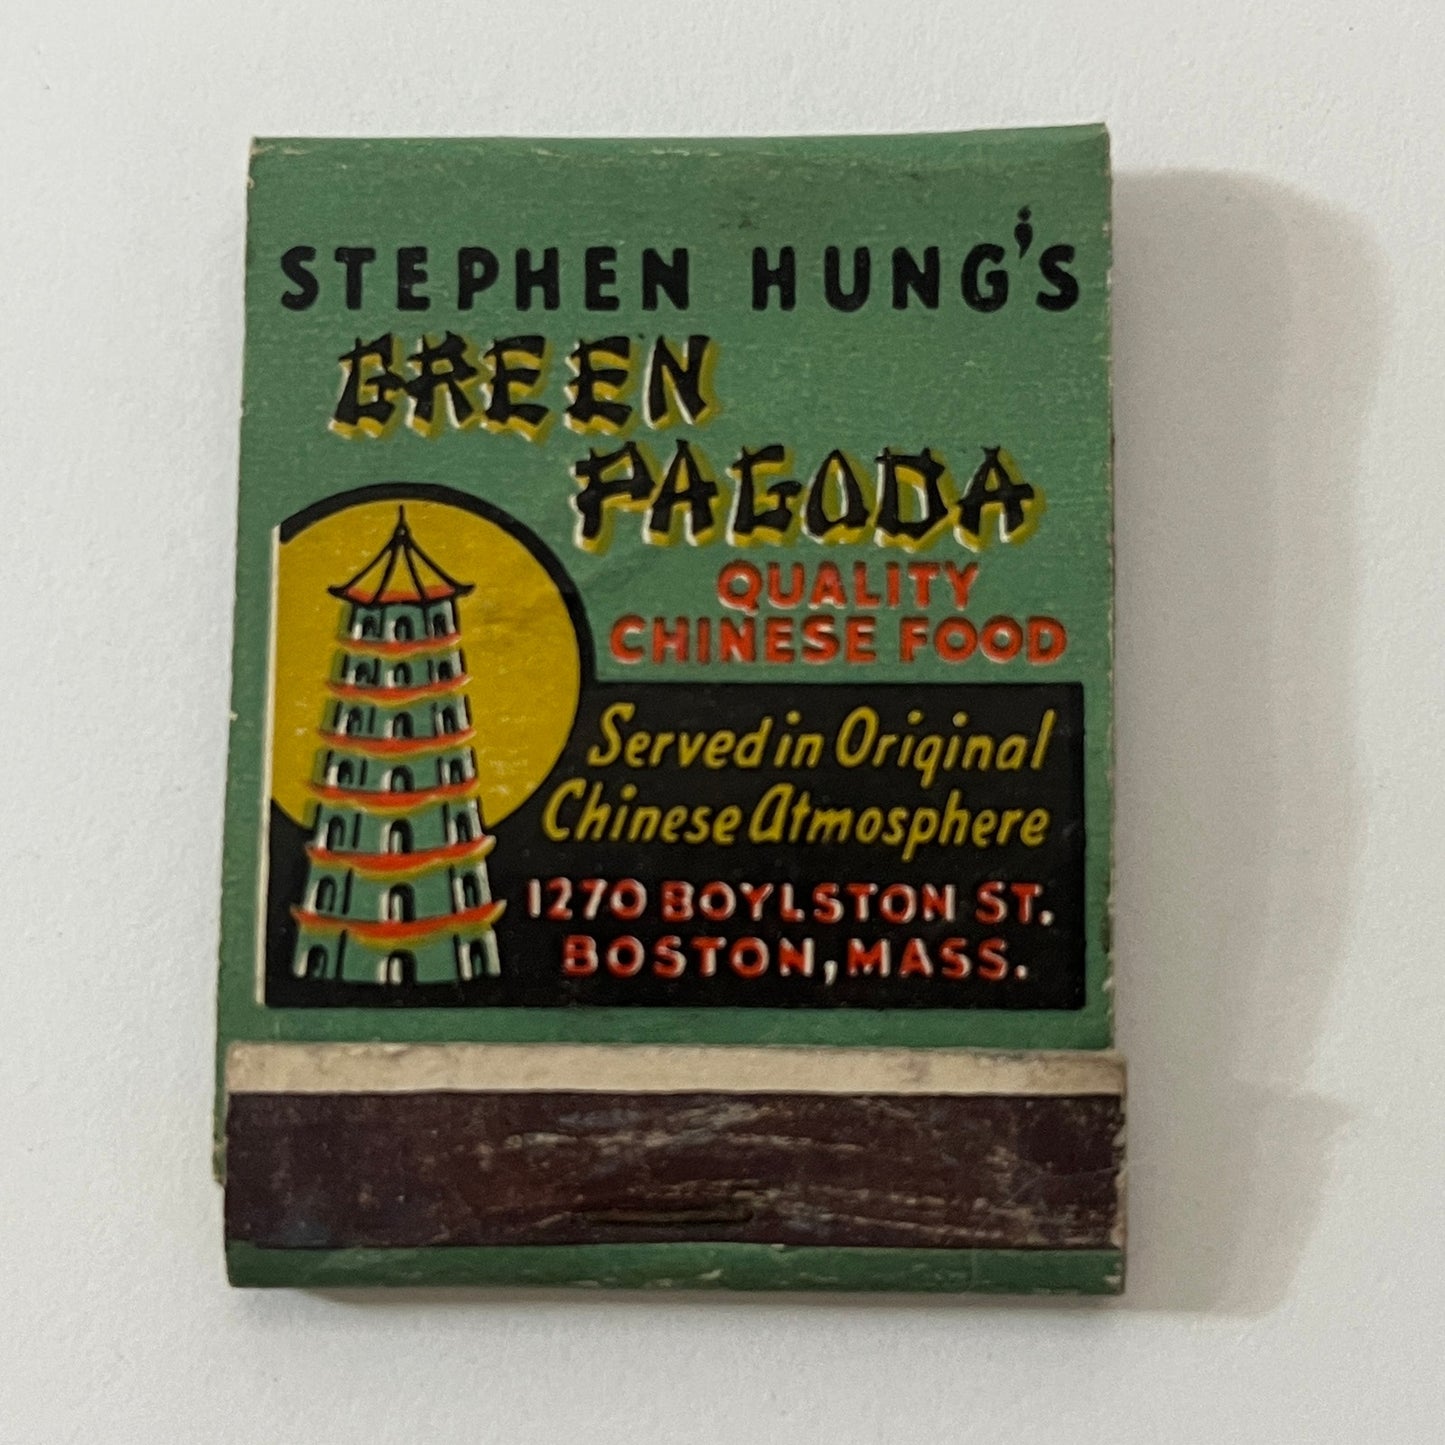 STEPHEN HUNG'S
GREEN
PAGODA
QUALITY
CHINESE FOOD
Served in Original
Chinese Atmosphere
1270 BOYLSTON ST.
BOSTON, MASS.